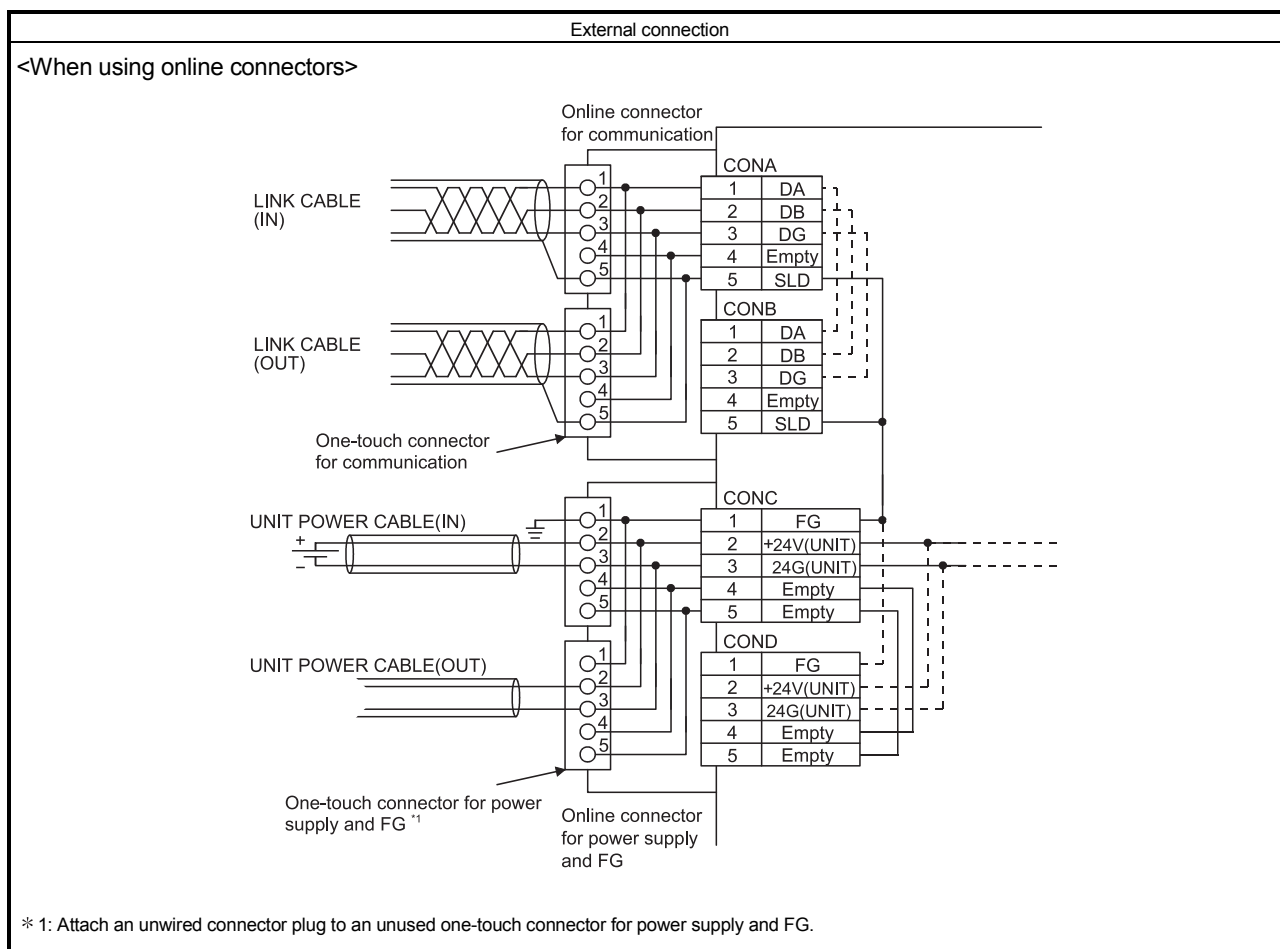 External connection
<When using online connectors>
Online connector
for communication
CONA
LINK CABLE
(IN)
1
2
3
4
5
1 DA
2 DB
3 DG
4 Empty
5 SLD
CONB
LINK CABLE
(OUT)
1
2
3
4
5
1 DA
2 DB
3 DG
4 Empty
5 SLD
One-touch connector
for communication
CONC
UNIT POWER CABLE(IN)
+
−
1
2
3
4
5
1 FG
2 +24V(UNIT)
3 24G(UNIT)
4 Empty
5 Empty
COND
UNIT POWER CABLE(OUT)
1
2
3
4
5
1 FG
2 +24V(UNIT)
3 24G(UNIT)
4 Empty
5 Empty
One-touch connector for power
supply and FG *1
Online connector
for power supply
and FG
＊1: Attach an unwired connector plug to an unused one-touch connector for power supply and FG.